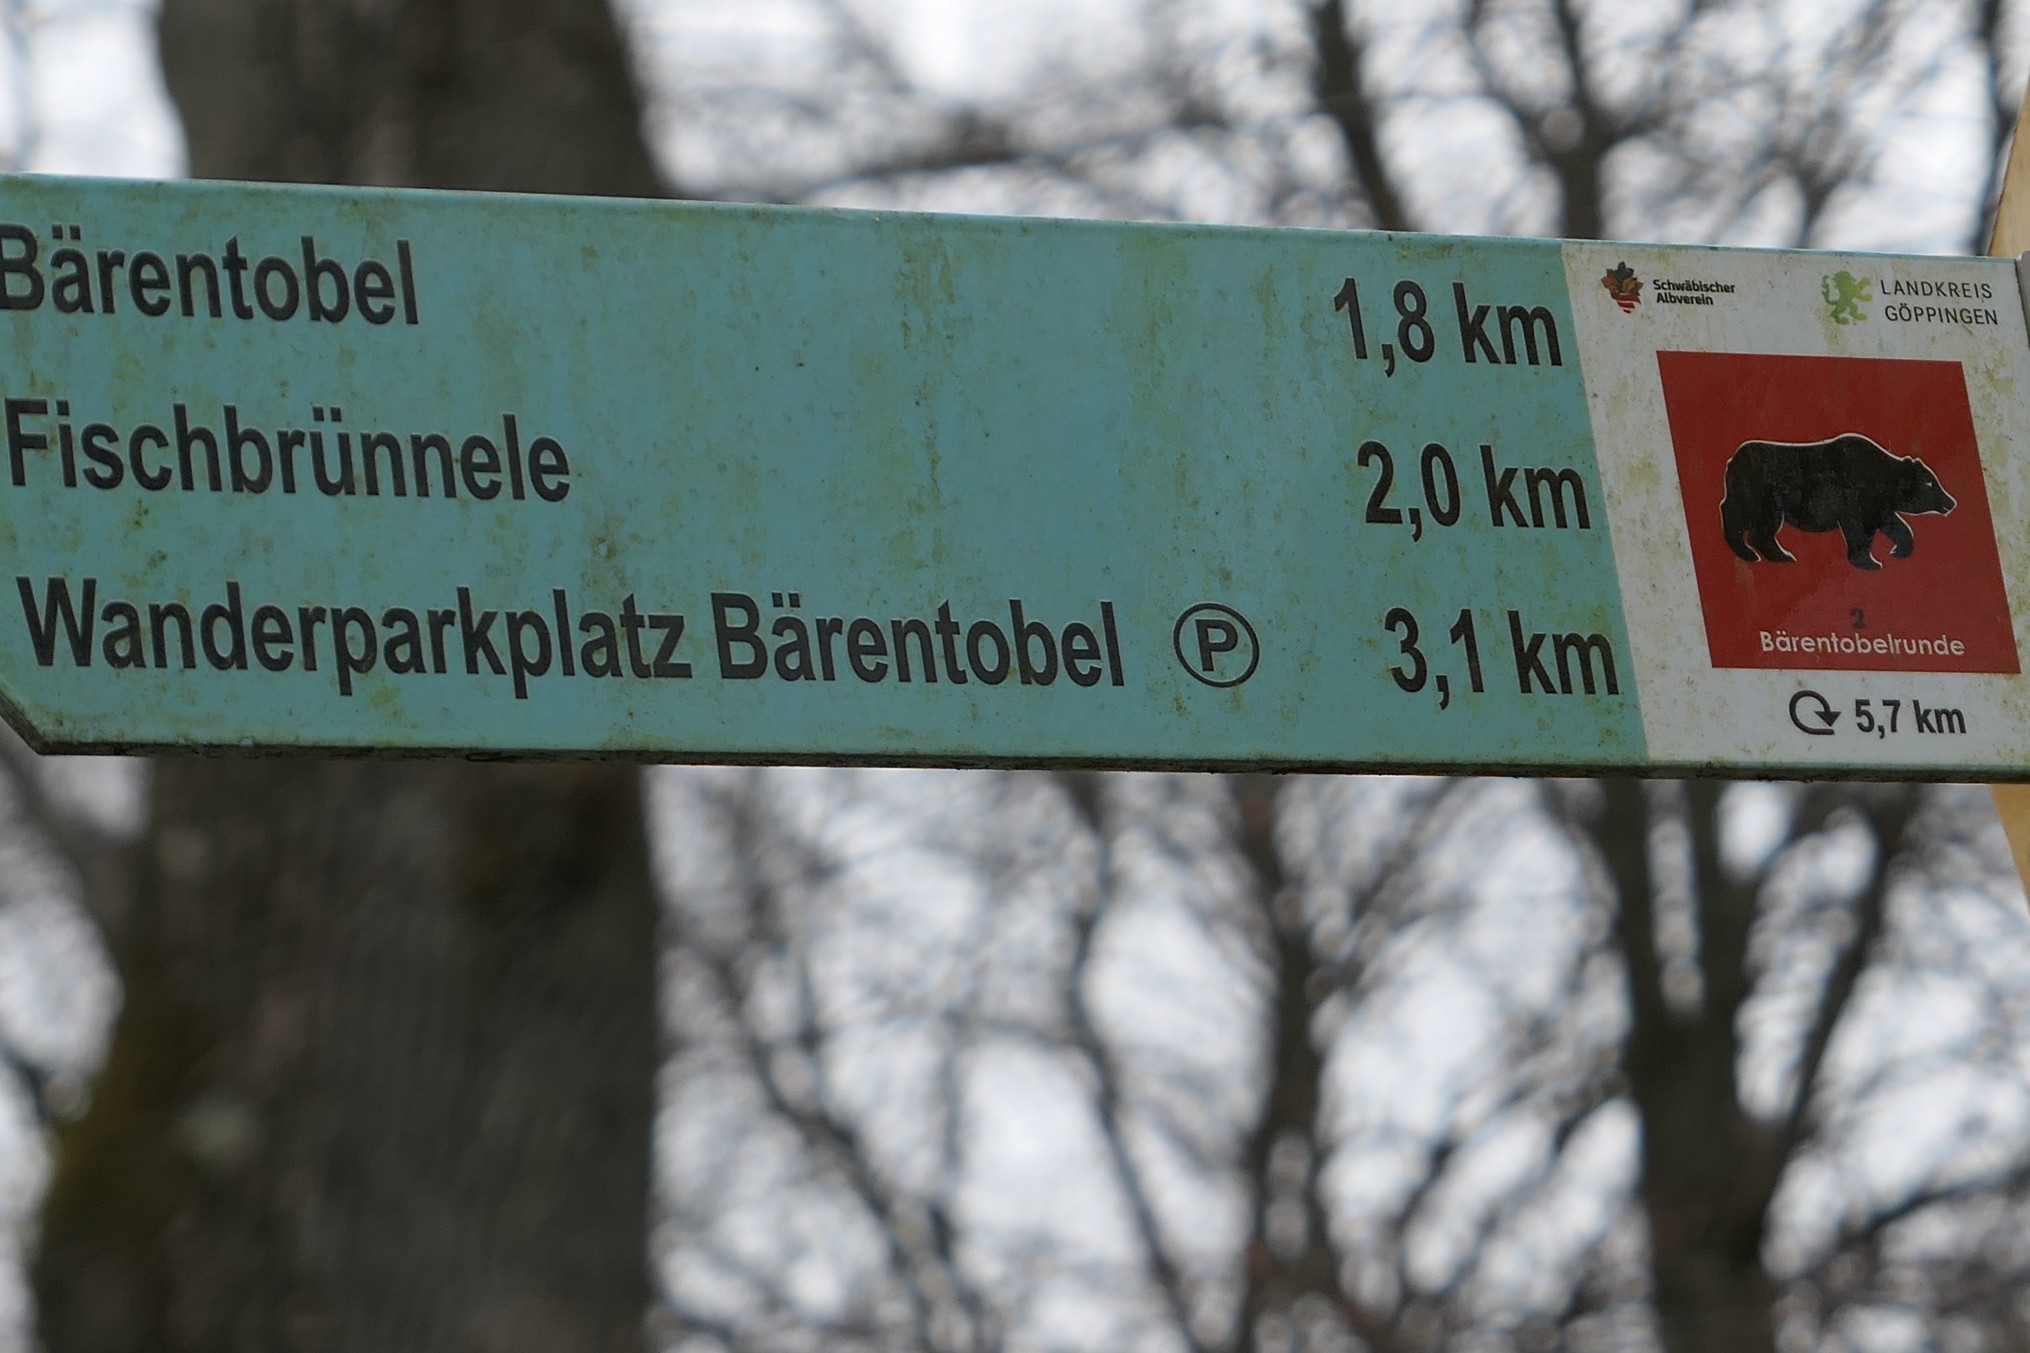 Bärentobel 1,8 km
Fischbrünnele 2,0 km
Wanderparkplatz Bärentobel P 3,1 km
Schwäbischer
Albverein
LANDKREIS
GÖPPINGEN
2
Bärentobelrunde
5,7 km